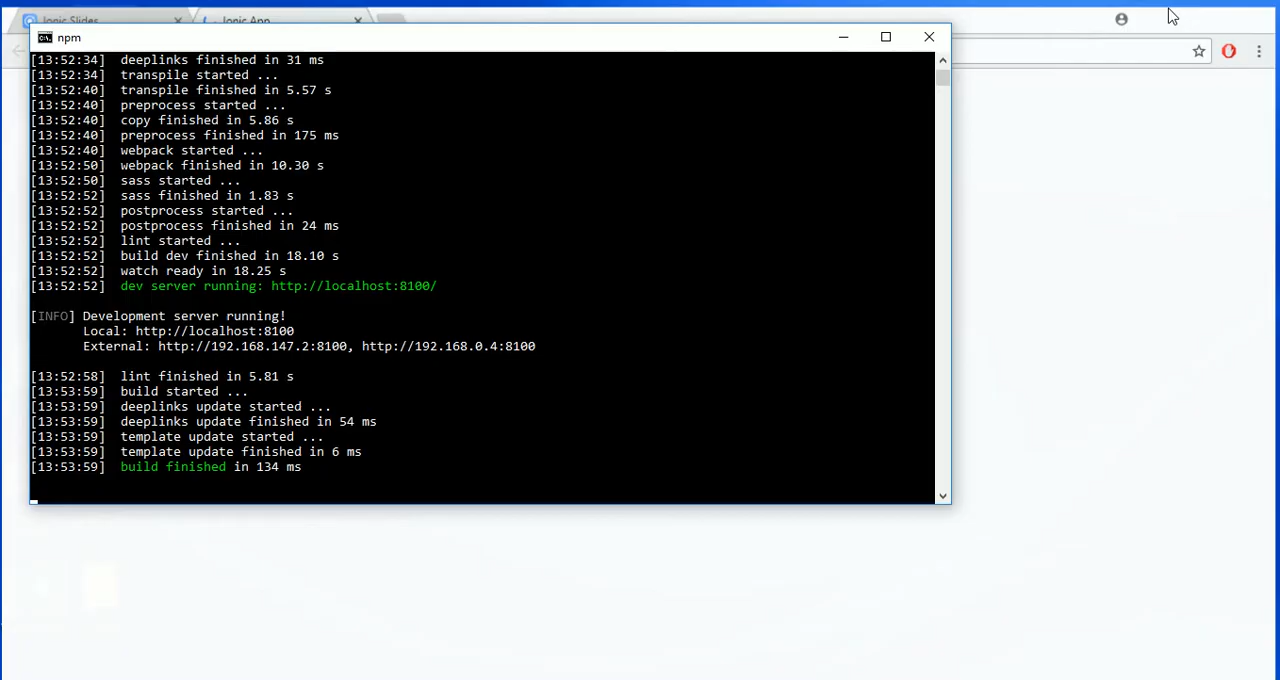 Ionic Slides
Ionic App
npm
[13:52:34] deeplinks finished in 31 ms
[13:52:34] transpile started ...
[13:52:40] transpile finished in 5.57 s
[13:52:40] preprocess started ...
[13:52:40] copy finished in 5.86 s
[13:52:40] preprocess finished in 175 ms
[13:52:40] webpack started ...
[13:52:50] webpack finished in 10.30 s
[13:52:50] sass started ...
[13:52:52] sass finished in 1.83 s
[13:52:52] postprocess started ...
[13:52:52] postprocess finished in 24 ms
[13:52:52] lint started ...
[13:52:52] build dev finished in 18.10 s
[13:52:52] watch ready in 18.25 s
[13:52:52] dev server running: http://localhost:8100/
[INFO] Development server running!
Local: http://localhost:8100
External: http://192.168.147.2:8100, http://192.168.0.4:8100
[13:52:58] lint finished in 5.81 s
[13:53:59] build started ...
[13:53:59] deeplinks update started ...
[13:53:59] deeplinks update finished in 54 ms
[13:53:59] template update started ...
[13:53:59] template update finished in 6 ms
[13:53:59] build finished in 134 ms